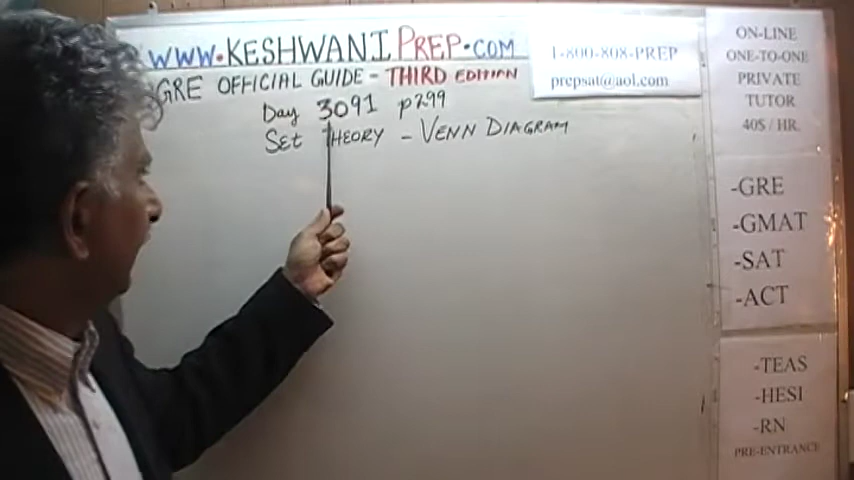 www.KESHWANIPREP.COM
GRE OFFICIAL GUIDE - THIRD EDITION
Day 3091 p299
Set THEORY - VENN DIAGRAM
1-800-808-PREP
prepsat@aol.com
ON-LINE
ONE-TO-ONE
PRIVATE
TUTOR
40$ / HR.
-GRE
-GMAT
-SAT
-ACT
-TEAS
-HESI
-RN
PRE-ENTRANCE